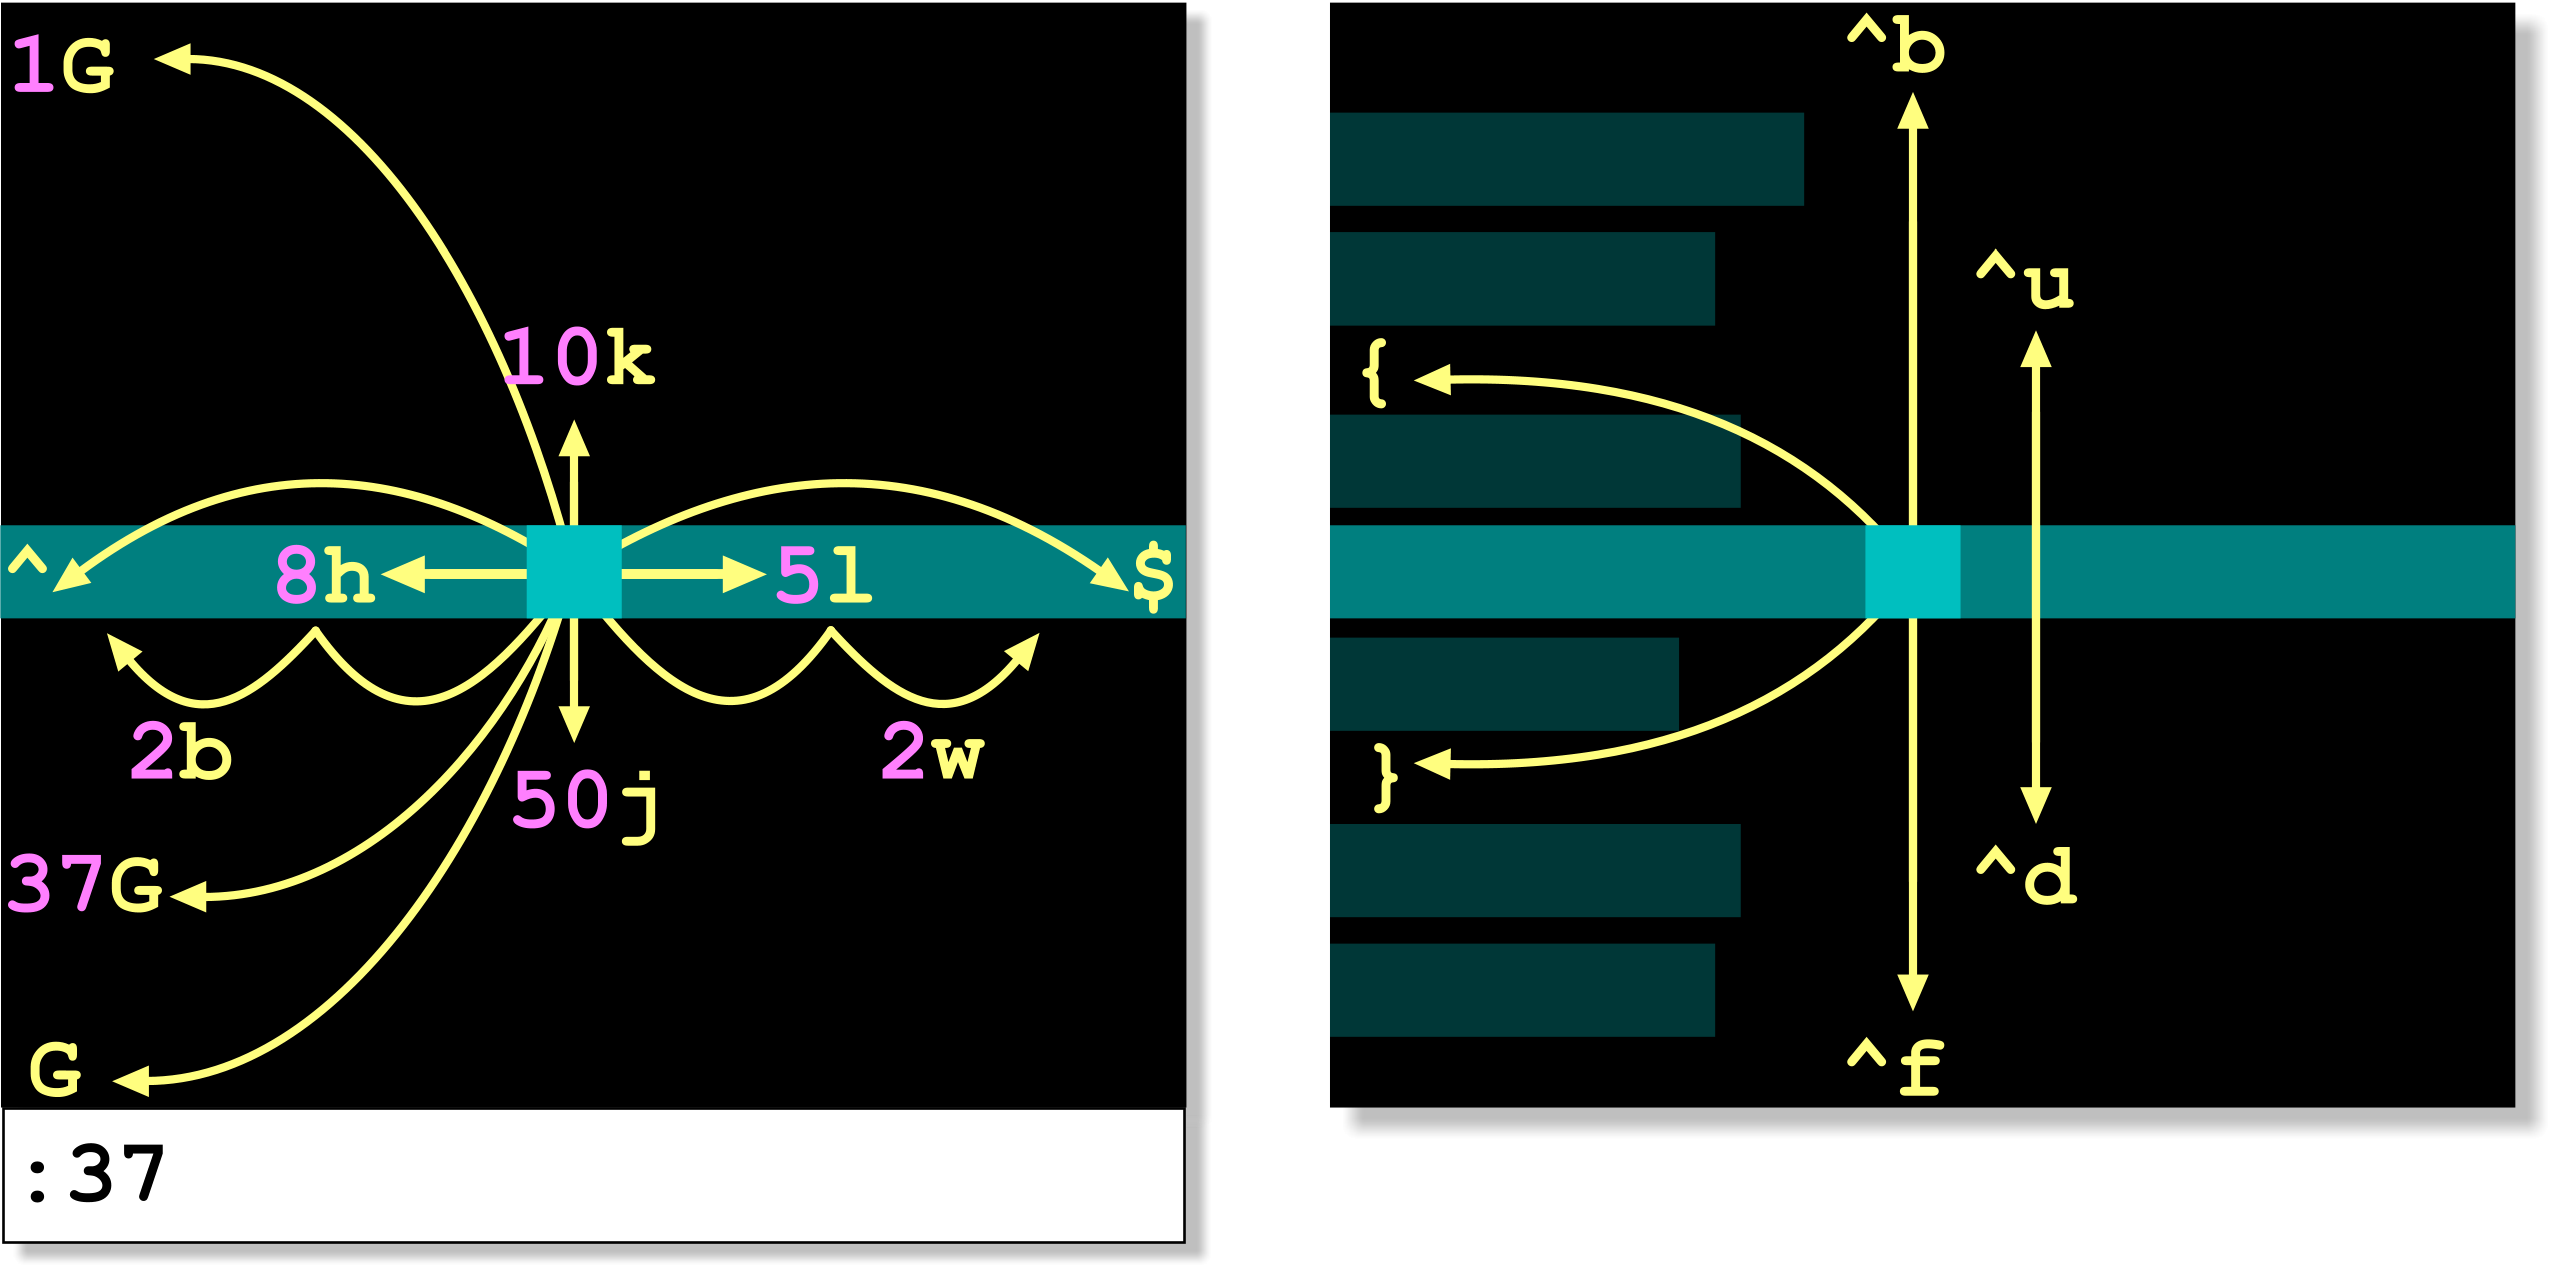 1G
10k
^ 8h 5l $
2b 2w
50j
37G
G
:37
^b
^u
{
}
^d
^f